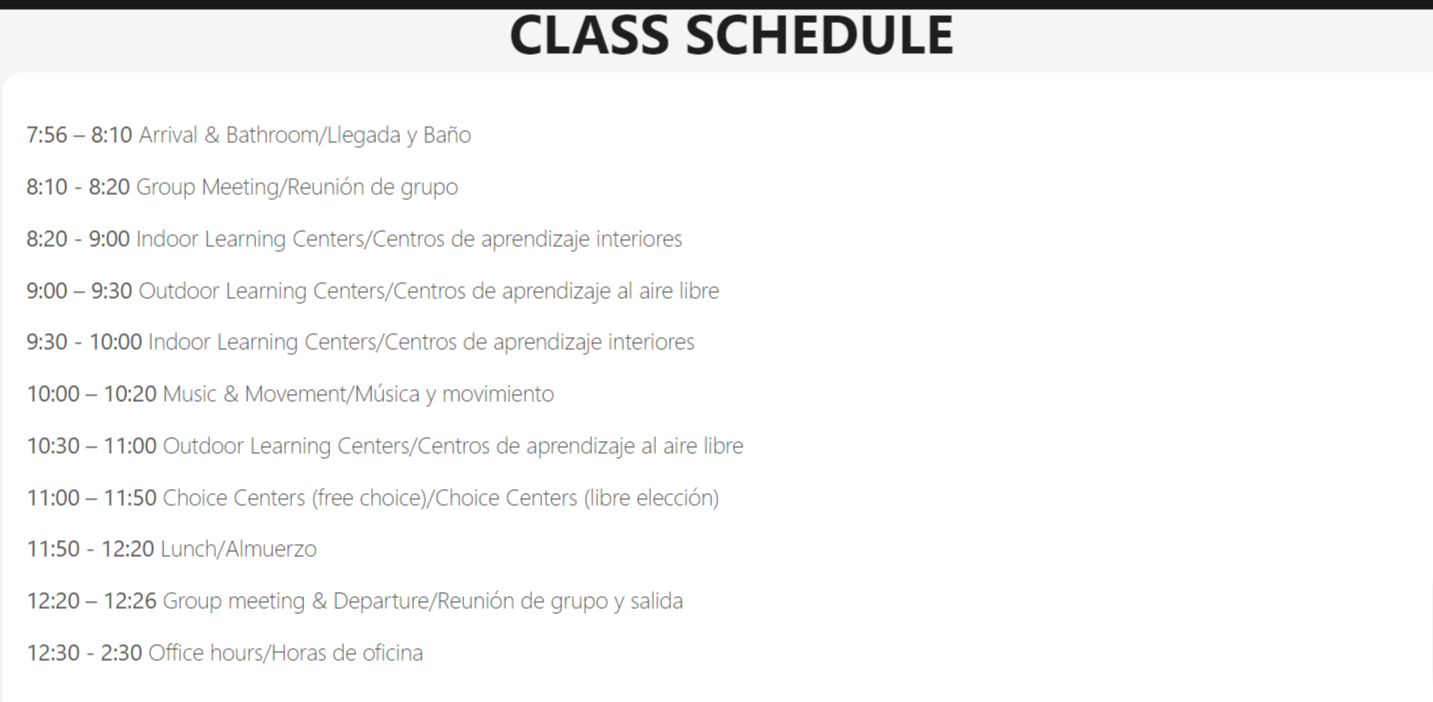 CLASS SCHEDULE
7:56 – 8:10 Arrival & Bathroom/Llegada y Baño
8:10 - 8:20 Group Meeting/Reunión de grupo
8:20 - 9:00 Indoor Learning Centers/Centros de aprendizaje interiores
9:00 – 9:30 Outdoor Learning Centers/Centros de aprendizaje al aire libre
9:30 - 10:00 Indoor Learning Centers/Centros de aprendizaje interiores
10:00 – 10:20 Music & Movement/Música y movimiento
10:30 – 11:00 Outdoor Learning Centers/Centros de aprendizaje al aire libre
11:00 – 11:50 Choice Centers (free choice)/Choice Centers (libre elección)
11:50 - 12:20 Lunch/Almuerzo
12:20 – 12:26 Group meeting & Departure/Reunión de grupo y salida
12:30 - 2:30 Office hours/Horas de oficina